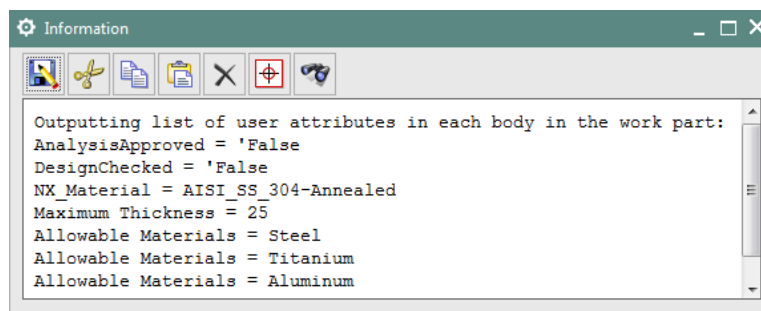 Information
Outputting list of user attributes in each body in the work part:
AnalysisApproved = 'False
DesignChecked = 'False
NX_Material = AISI_SS_304-Annealed
Maximum Thickness = 25
Allowable Materials = Steel
Allowable Materials = Titanium
Allowable Materials = Aluminum